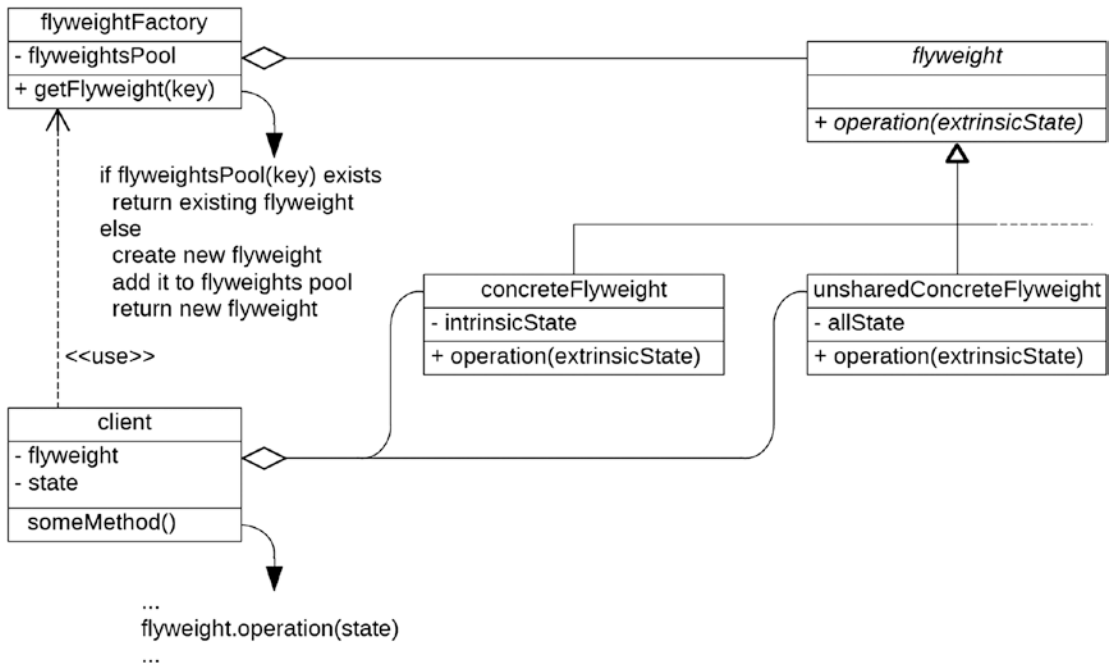 flyweightFactory
- flyweightsPool
+ getFlyweight(key)
flyweight
+ operation(extrinsicState)
if flyweightsPool(key) exists
return existing flyweight
else
create new flyweight
add it to flyweights pool
return new flyweight
concreteFlyweight
- intrinsicState
+ operation(extrinsicState)
unsharedConcreteFlyweight
- allState
+ operation(extrinsicState)
<<use>>
client
- flyweight
- state
someMethod()
...
flyweight.operation(state)
...